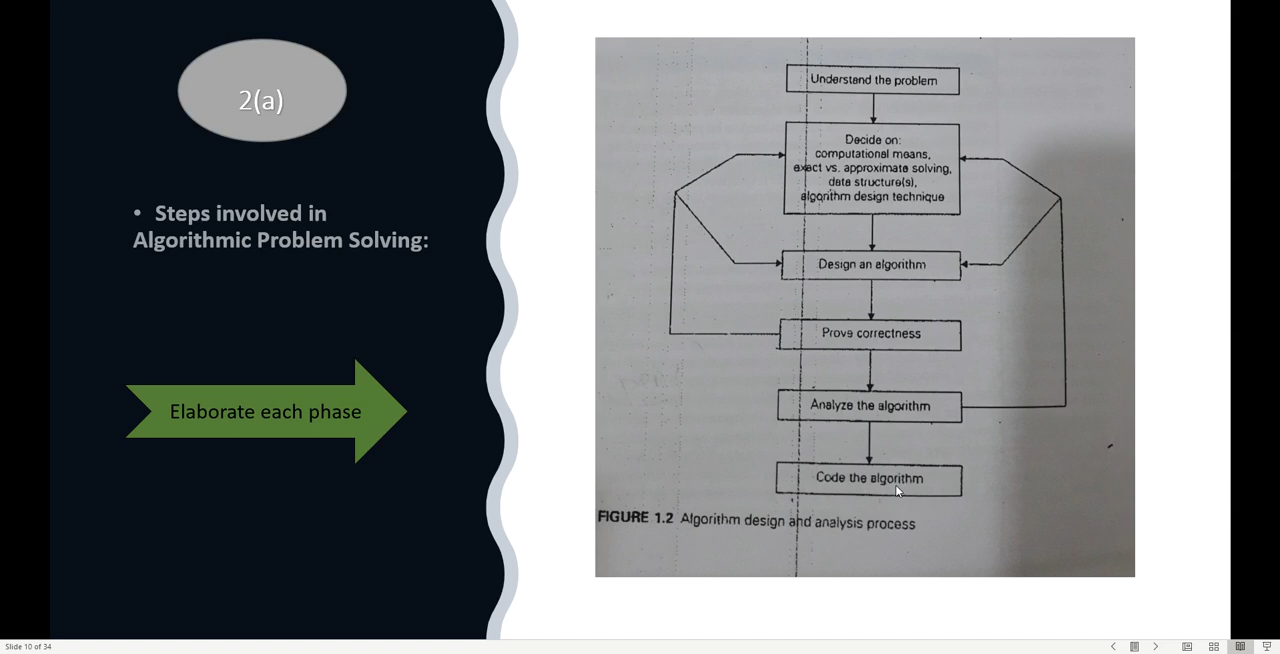 2(a)
• Steps involved in
Algorithmic Problem Solving:
Elaborate each phase
Understand the problem
Decide on:
computational means,
exact vs. approximate solving,
data structure(s),
algorithm design technique
Design an algorithm
Prove correctness
Analyze the algorithm
Code the algorithm
FIGURE 1.2 Algorithm design and analysis process
Slide 10 of 34